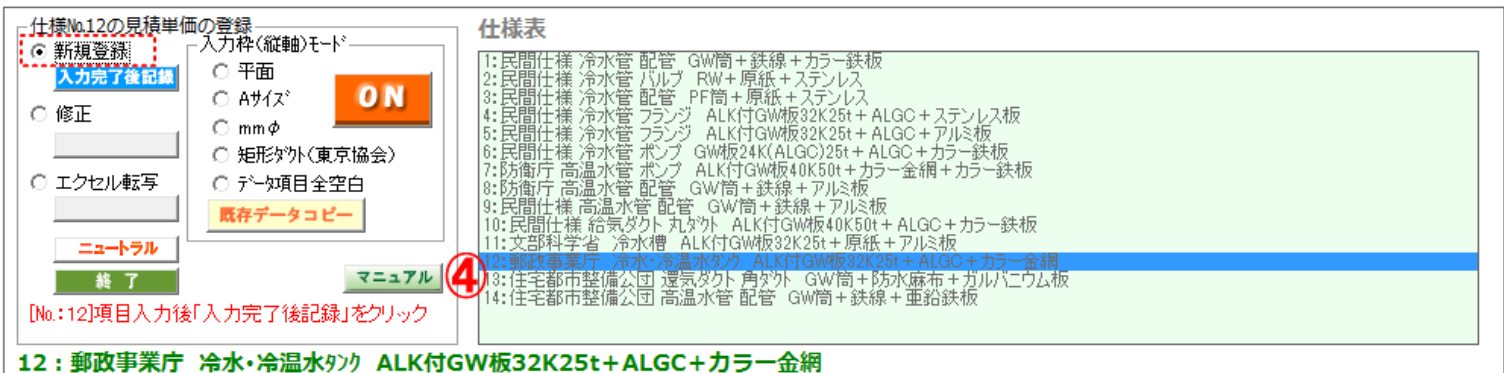 仕様№12の見積単価の登録
新規登録
入力完了後記録
修正
エクセル転写
ニュートラル
終 了
入力枠(縦軸)モード
平面
Aサイズ
mmφ
矩形ダクト(東京協会)
データ項目全空白
ON
既存データコピー
マニュアル
④
[№:12]項目入力後「入力完了後記録」をクリック
仕様表
1:民間仕様 冷水管 配管 GW筒+鉄線+カラー鉄板
2:民間仕様 冷水管 バルブ RW+原紙+ステンレス
3:民間仕様 冷水管 配管 PF筒+原紙+ステンレス
4:民間仕様 冷水管 フランジ ALK付GW板32K25t+ALGC+ステンレス板
5:民間仕様 冷水管 フランジ ALK付GW板32K25t+ALGC+アルミ板
6:民間仕様 冷水管 ポンプ GW板24K(ALGC)25t+ALGC+カラー鉄板
7:防衛庁 高温水管 ポンプ ALK付GW板40K50t+カラー金網+カラー鉄板
8:防衛庁 高温水管 配管 GW筒+鉄線+アルミ板
9:民間仕様 高温水管 配管 GW筒+鉄線+アルミ板
10:民間仕様 給気ダクト 丸ダクト ALK付GW板40K50t+ALGC+カラー鉄板
11:文部科学省 冷水槽 ALK付GW板32K25t+原紙+アルミ板
12:郵政事業庁 冷水・冷温水タンク ALK付GW板32K25t+ALGC+カラー金網
13:住宅都市整備公団 還気ダクト 角ダクト GW筒+防水麻布+ガルバニウム板
14:住宅都市整備公団 高温水管 配管 GW筒+鉄線+亜鉛鉄板
12:郵政事業庁 冷水・冷温水タンク ALK付GW板32K25t+ALGC+カラー金網